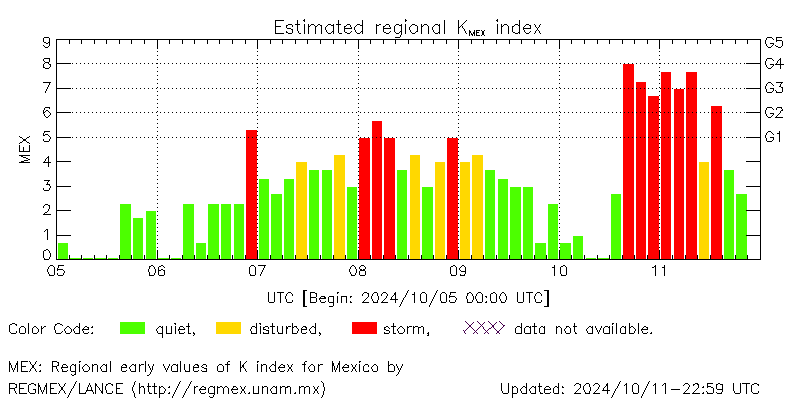 Estimated regional KMEX index
9 G5
8 G4
7 G3
6 G2
5 G1
4
3
2
1
0
MEX
05 06 07 08 09 10 11
UTC [Begin: 2024/10/05 00:00 UTC]
Color Code: quiet, disturbed, storm, data not available.
MEX: Regional early values of K index for Mexico by
REGMEX/LANCE (http://regmex.unam.mx) Updated: 2024/10/11-22:59 UTC